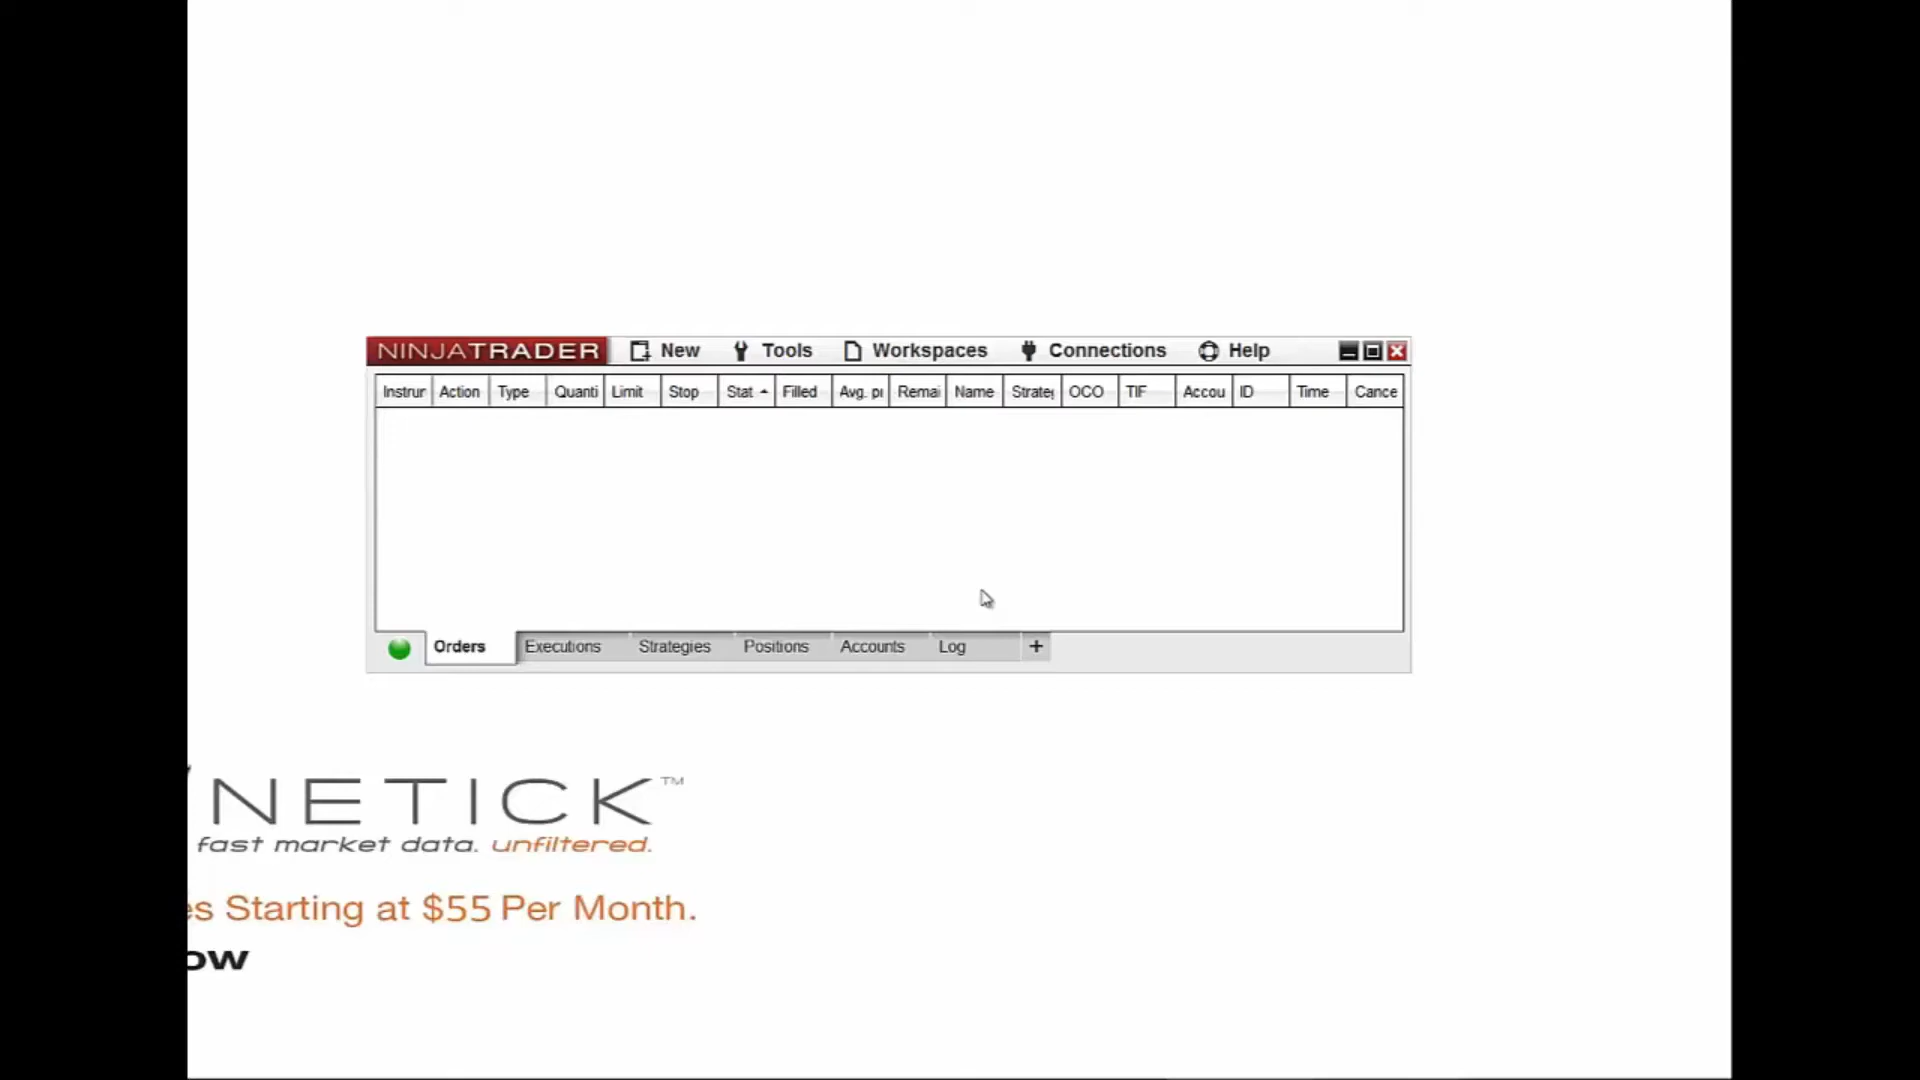 NINJATRADER New Tools Workspaces Connections Help
Instrur Action Type Quanti Limit Stop Stat Filled Avg. pr Remai Name Strate OCO TIF Accou ID Time Cance
Orders Executions Strategies Positions Accounts Log +
NETICK™
fast market data. unfiltered.
es Starting at $55 Per Month.
ow